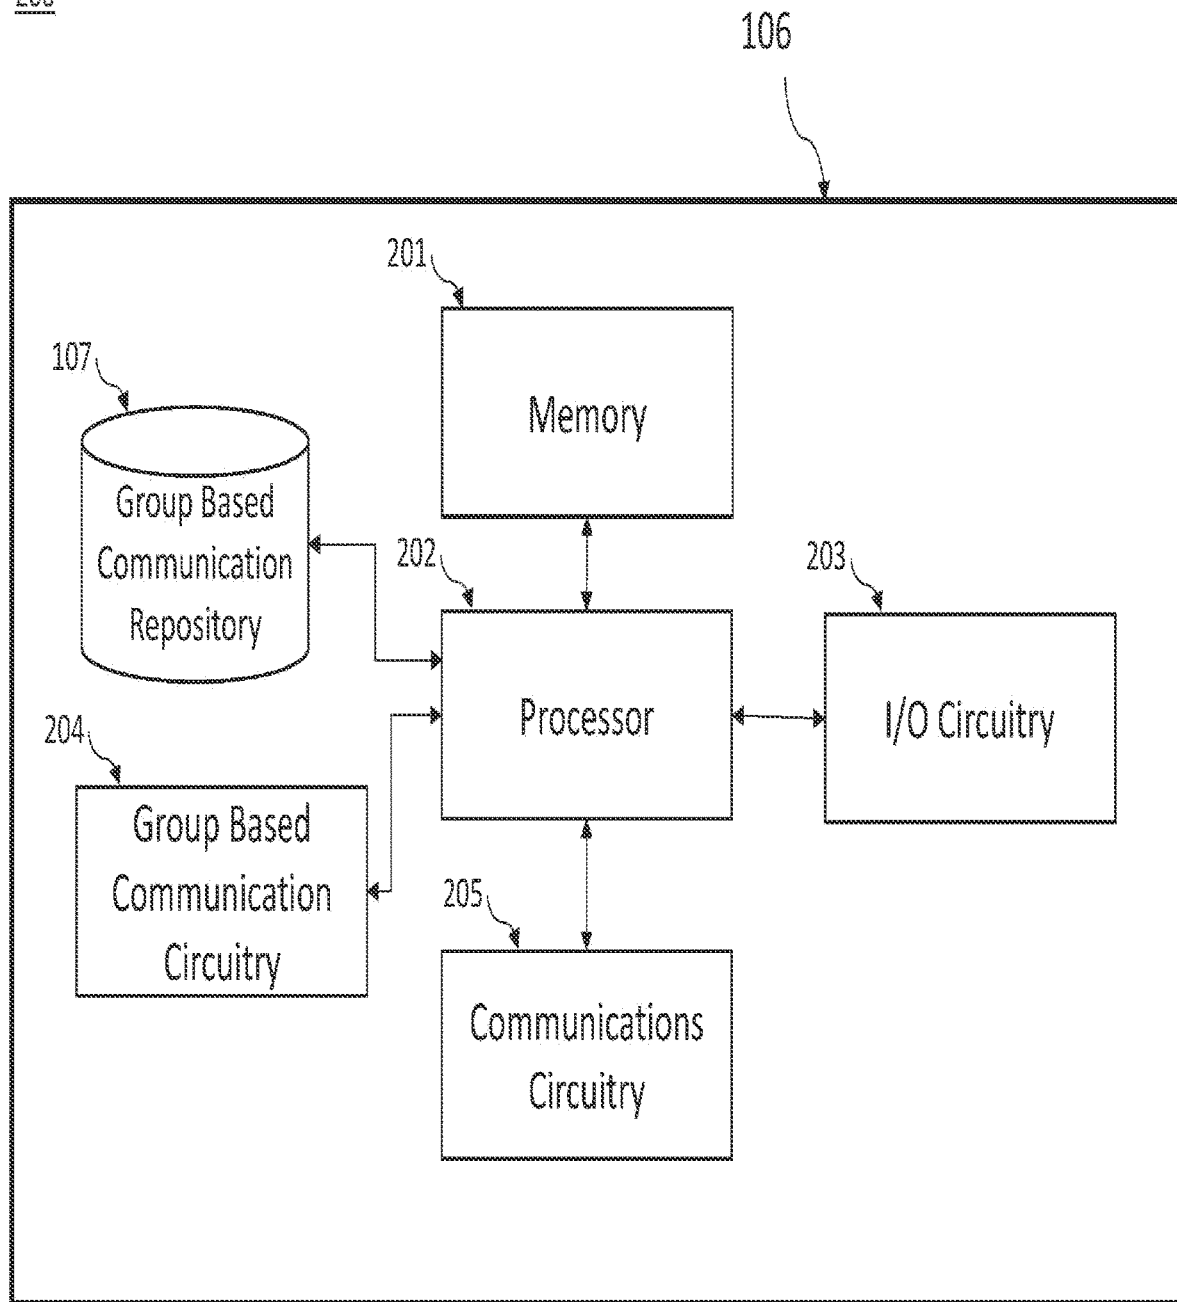 106
201
Memory
107
Group Based
Communication
Repository
202
Processor
203
I/O Circuitry
204
Group Based
Communication
Circuitry
205
Communications
Circuitry